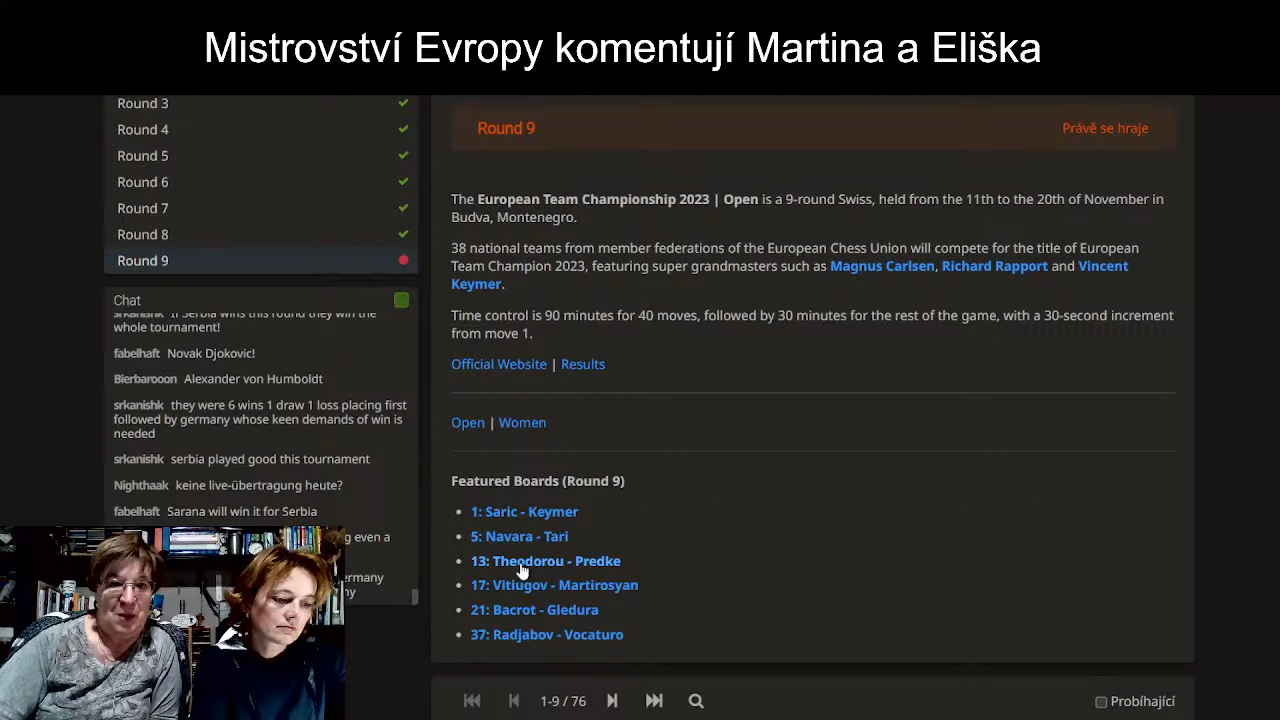 Mistrovství Evropy komentují Martina a Eliška
Round 3
Round 4
Round 5
Round 6
Round 7
Round 8
Round 9
Chat
whole tournament!
fabelhaft Novak Djokovic!
Bierbarooon Alexander von Humboldt
srkanishk they were 6 wins 1 draw 1 loss placing first
followed by germany whose keen demands of win is
needed
srkanishk serbia played good this tournament
Nighthaak keine live-übertragung heute?
fabelhaft Sarana will win it for Serbia
even a
Round 9
Právě se hraje
The European Team Championship 2023 | Open is a 9-round Swiss, held from the 11th to the 20th of November in
Budva, Montenegro.
38 national teams from member federations of the European Chess Union will compete for the title of European
Team Champion 2023, featuring super grandmasters such as Magnus Carlsen, Richard Rapport and Vincent
Keymer.
Time control is 90 minutes for 40 moves, followed by 30 minutes for the rest of the game, with a 30-second increment
from move 1.
Official Website | Results
Open | Women
Featured Boards (Round 9)
1: Saric - Keymer
5: Navara - Tari
13: Theodorou - Predke
17: Vitiugov - Martirosyan
21: Bacrot - Gledura
37: Radjabov - Vocaturo
1-9 / 76
Probíhající